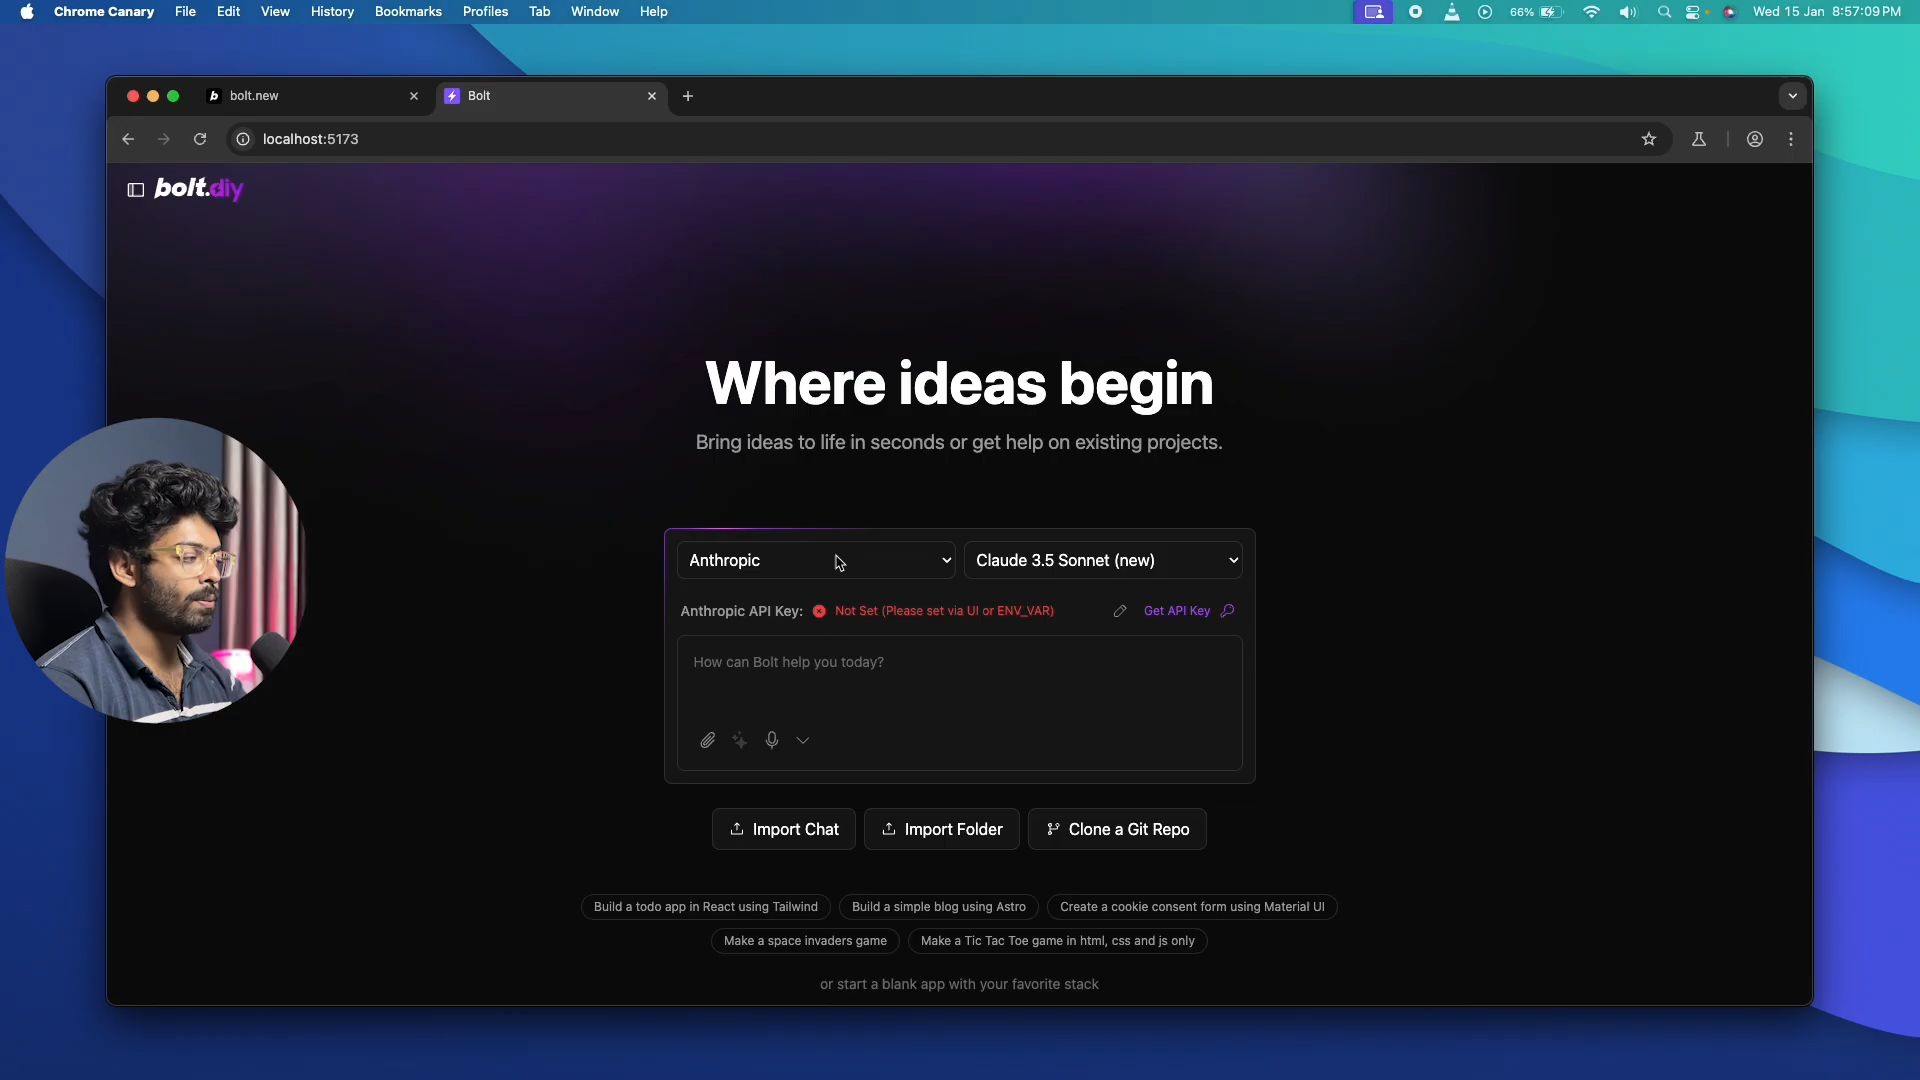 Chrome Canary File Edit View History Bookmarks Profiles Tab Window Help 66% Wed 15 Jan 8:57:09 PM
bolt.new Bolt
localhost:5173
bolt.diy
Where ideas begin
Bring ideas to life in seconds or get help on existing projects.
Anthropic Claude 3.5 Sonnet (new)
Anthropic API Key: Not Set (Please set via UI or ENV_VAR) Get API Key
How can Bolt help you today?
Import Chat Import Folder Clone a Git Repo
Build a todo app in React using Tailwind Build a simple blog using Astro Create a cookie consent form using Material UI
Make a space invaders game Make a Tic Tac Toe game in html, css and js only
or start a blank app with your favorite stack